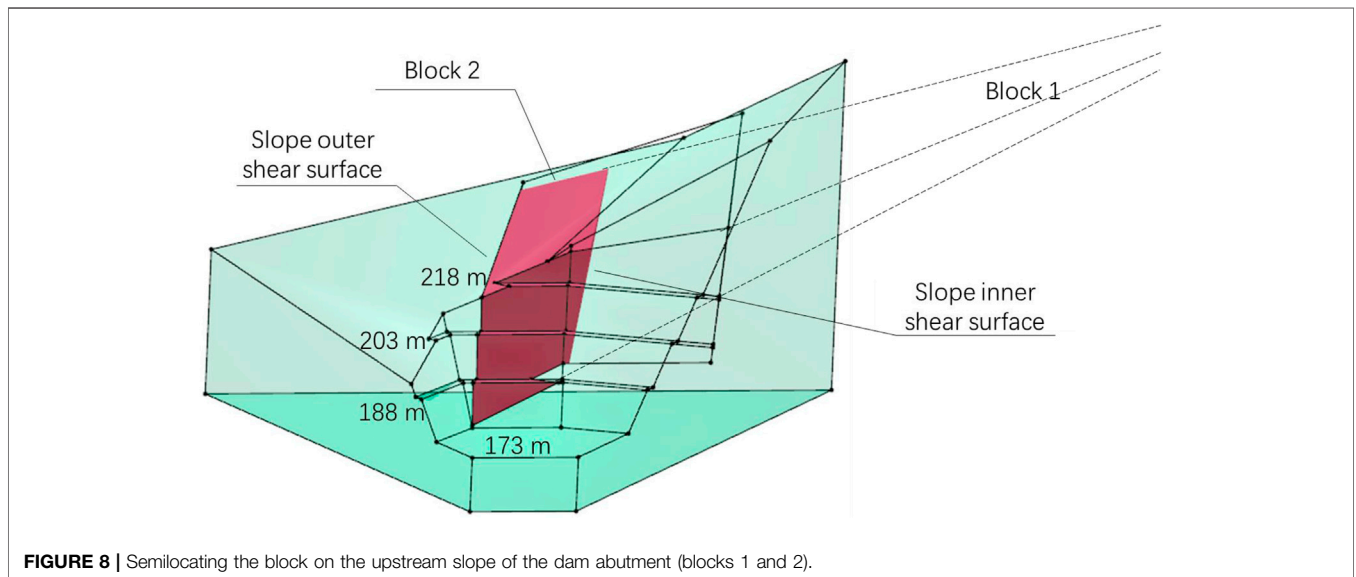 Block 2
Block 1
Slope outer
shear surface
218 m
Slope inner
shear surface
203 m
188 m
173 m
FIGURE 8 | Semilocating the block on the upstream slope of the dam abutment (blocks 1 and 2).